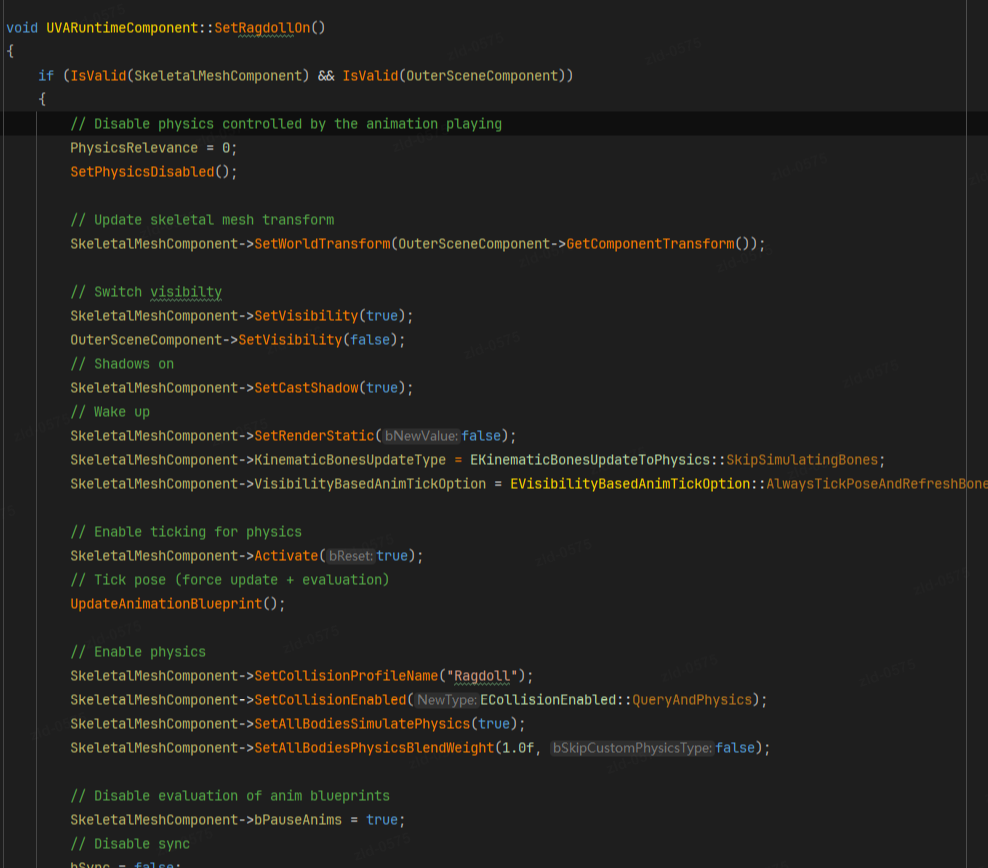 void UVARuntimeComponent::SetRagdollOn()
{
if (IsValid(SkeletalMeshComponent) && IsValid(OuterSceneComponent))
{
// Disable physics controlled by the animation playing
PhysicsRelevance = 0;
SetPhysicsDisabled();
// Update skeletal mesh transform
SkeletalMeshComponent->SetWorldTransform(OuterSceneComponent->GetComponentTransform());
// Switch visibilty
SkeletalMeshComponent->SetVisibility(true);
OuterSceneComponent->SetVisibility(false);
// Shadows on
SkeletalMeshComponent->SetCastShadow(true);
// Wake up
SkeletalMeshComponent->SetRenderStatic( bNewValue: false);
SkeletalMeshComponent->KinematicBonesUpdateType = EKinematicBonesUpdateToPhysics::SkipSimulatingBones;
SkeletalMeshComponent->VisibilityBasedAnimTickOption = EVisibilityBasedAnimTickOption::AlwaysTickPoseAndRefreshBone
// Enable ticking for physics
SkeletalMeshComponent->Activate( bReset: true);
// Tick pose (force update + evaluation)
UpdateAnimationBlueprint();
// Enable physics
SkeletalMeshComponent->SetCollisionProfileName("Ragdoll");
SkeletalMeshComponent->SetCollisionEnabled( NewType: ECollisionEnabled::QueryAndPhysics);
SkeletalMeshComponent->SetAllBodiesSimulatePhysics(true);
SkeletalMeshComponent->SetAllBodiesPhysicsBlendWeight(1.0f, bSkipCustomPhysicsType: false);
// Disable evaluation of anim blueprints
SkeletalMeshComponent->bPauseAnims = true;
// Disable sync
bSync = false;